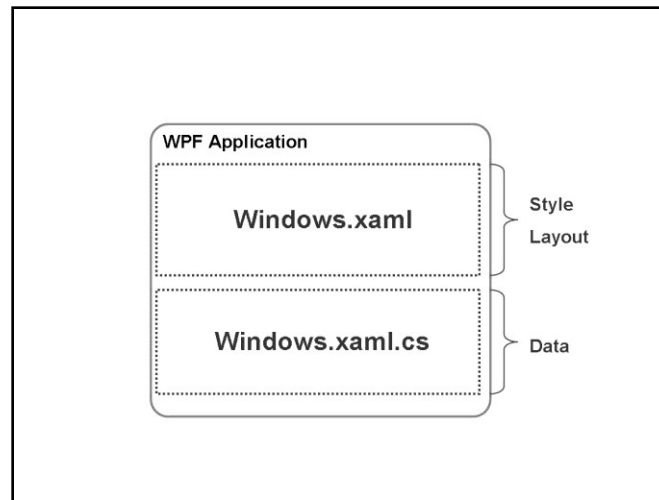 WPF Application
Windows.xaml
Style
Layout
Windows.xaml.cs
Data